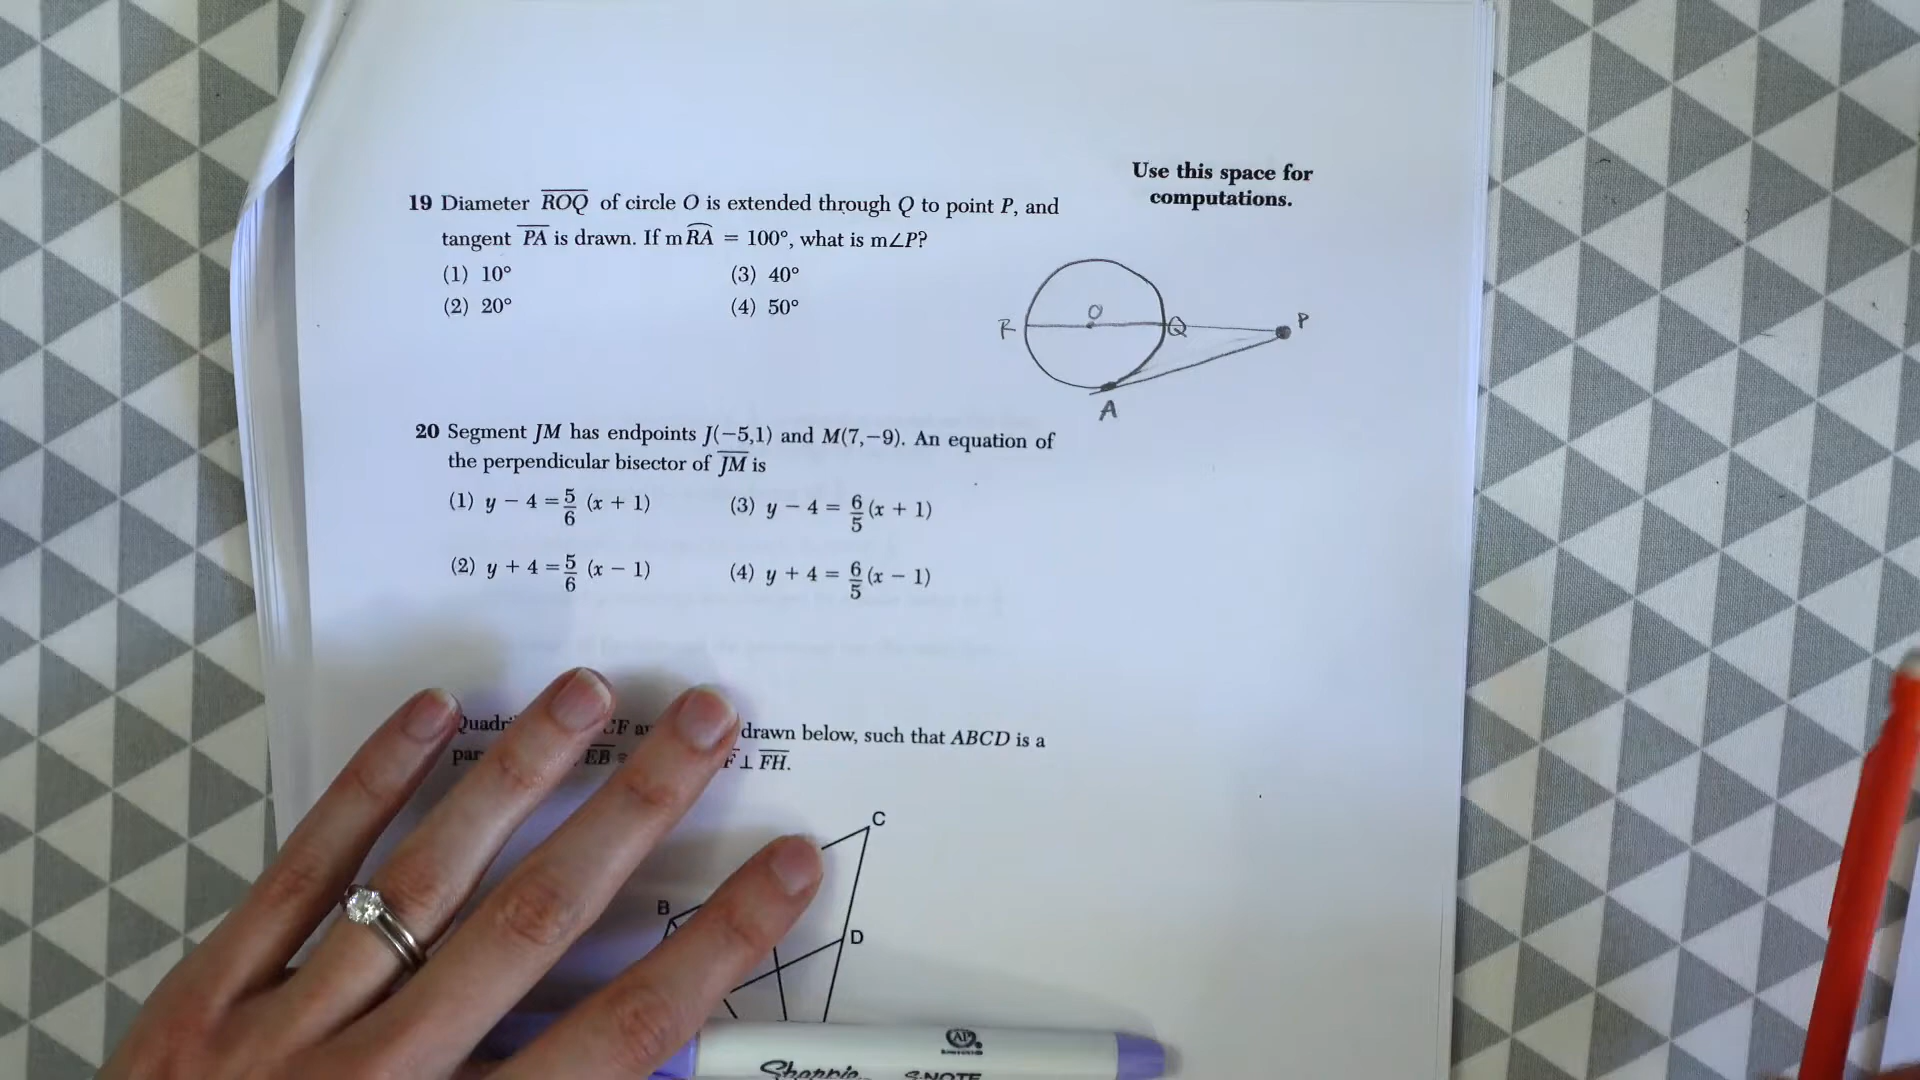 Use this space for
computations.
19 Diameter ROQ of circle O is extended through Q to point P, and
tangent PA is drawn. If mRA = 100°, what is m∠P?
(1) 10° (3) 40°
(2) 20° (4) 50°
R O Q P
A
20 Segment JM has endpoints J(−5,1) and M(7,−9). An equation of
the perpendicular bisector of JM is
(1) y − 4 = 5/6 (x + 1) (3) y − 4 = 6/5 (x + 1)
(2) y + 4 = 5/6 (x − 1) (4) y + 4 = 6/5 (x − 1)
drawn below, such that ABCD is a
EB ⊥ FH.
C
B
D
AP
Sharpie S·NOTE